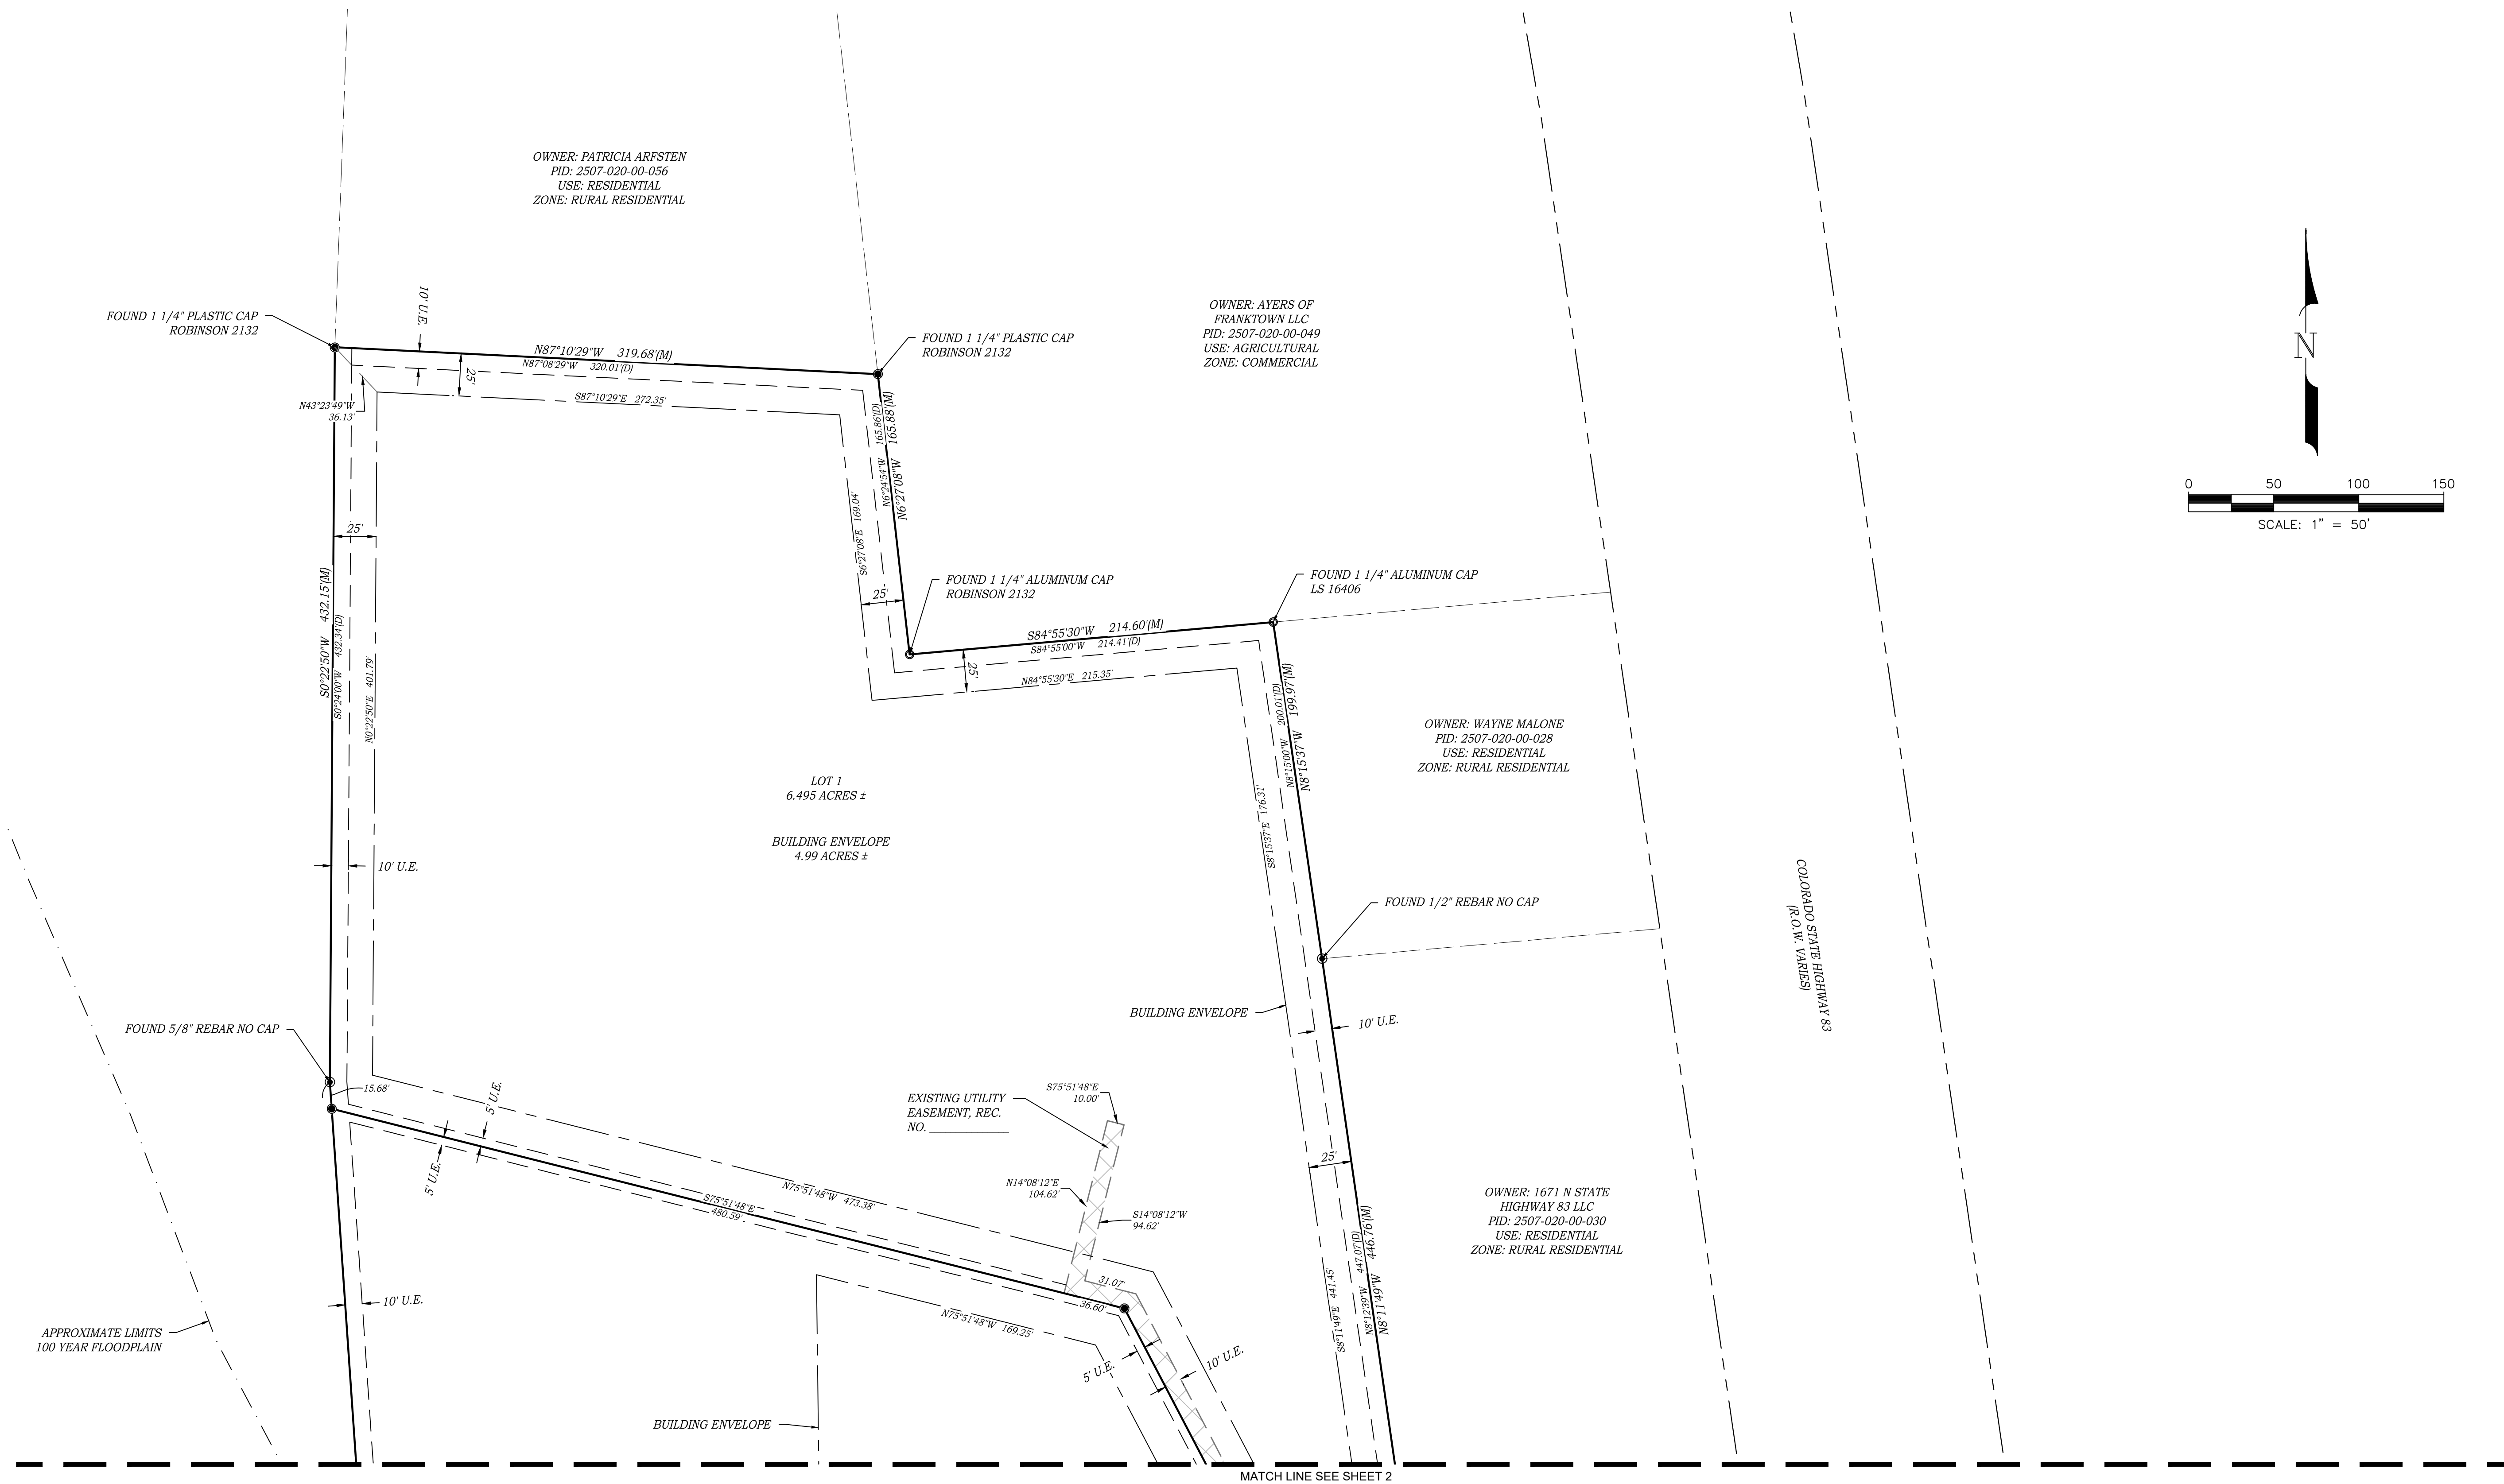 OWNER: PATRICIA ARFSTEN
PID: 2507-020-00-056
USE: RESIDENTIAL
ZONE: RURAL RESIDENTIAL
OWNER: AYERS OF
FRANKTOWN LLC
PID: 2507-020-00-049
USE: AGRICULTURAL
ZONE: COMMERCIAL
N
0 50 100 150
SCALE: 1" = 50'
FOUND 1 1/4" PLASTIC CAP
ROBINSON 2132
10' U.E.
N87°10'29"W 319.68'(M)
N87°08'29"W 320.01'(D)
25'
S87°10'29"E 272.35'
N43°23'49"W
36.13'
FOUND 1 1/4" PLASTIC CAP
ROBINSON 2132
N6°24'54"W 165.86'(D)
N6°27'08"W 165.88'(M)
S6°27'08"E 169.04'
25'
25'
FOUND 1 1/4" ALUMINUM CAP
ROBINSON 2132
FOUND 1 1/4" ALUMINUM CAP
LS 16406
S84°55'30"W 214.60'(M)
S84°55'00"W 214.41'(D)
25'
N84°55'30"E 215.35'
S0°22'50"W 432.15'(M)
S0°24'00"W 432.34'(D)
N0°22'50"E 401.79'
N8°15'00"W 200.01'(D)
N8°15'37"W 199.97'(M)
S8°15'37"E 176.31'
OWNER: WAYNE MALONE
PID: 2507-020-00-028
USE: RESIDENTIAL
ZONE: RURAL RESIDENTIAL
LOT 1
6.495 ACRES ±
BUILDING ENVELOPE
4.99 ACRES ±
10' U.E.
FOUND 1/2" REBAR NO CAP
COLORADO STATE HIGHWAY 83
(R.O.W. VARIES)
BUILDING ENVELOPE
10' U.E.
FOUND 5/8" REBAR NO CAP
15.68'
5' U.E.
5' U.E.
EXISTING UTILITY
EASEMENT, REC.
NO.
S75°51'48"E
10.00'
N14°08'12"E
104.62'
S14°08'12"W
94.62'
25'
N75°51'48"W 473.38'
S75°51'48"E
480.59'
OWNER: 1671 N STATE
HIGHWAY 83 LLC
PID: 2507-020-00-030
USE: RESIDENTIAL
ZONE: RURAL RESIDENTIAL
S8°11'49"E 441.45'
N8°12'39"W 447.07'(D)
N8°11'49"W 446.76'(M)
31.07'
36.60'
N75°51'48"W 169.25'
10' U.E.
5' U.E.
10' U.E.
APPROXIMATE LIMITS
100 YEAR FLOODPLAIN
BUILDING ENVELOPE
MATCH LINE SEE SHEET 2